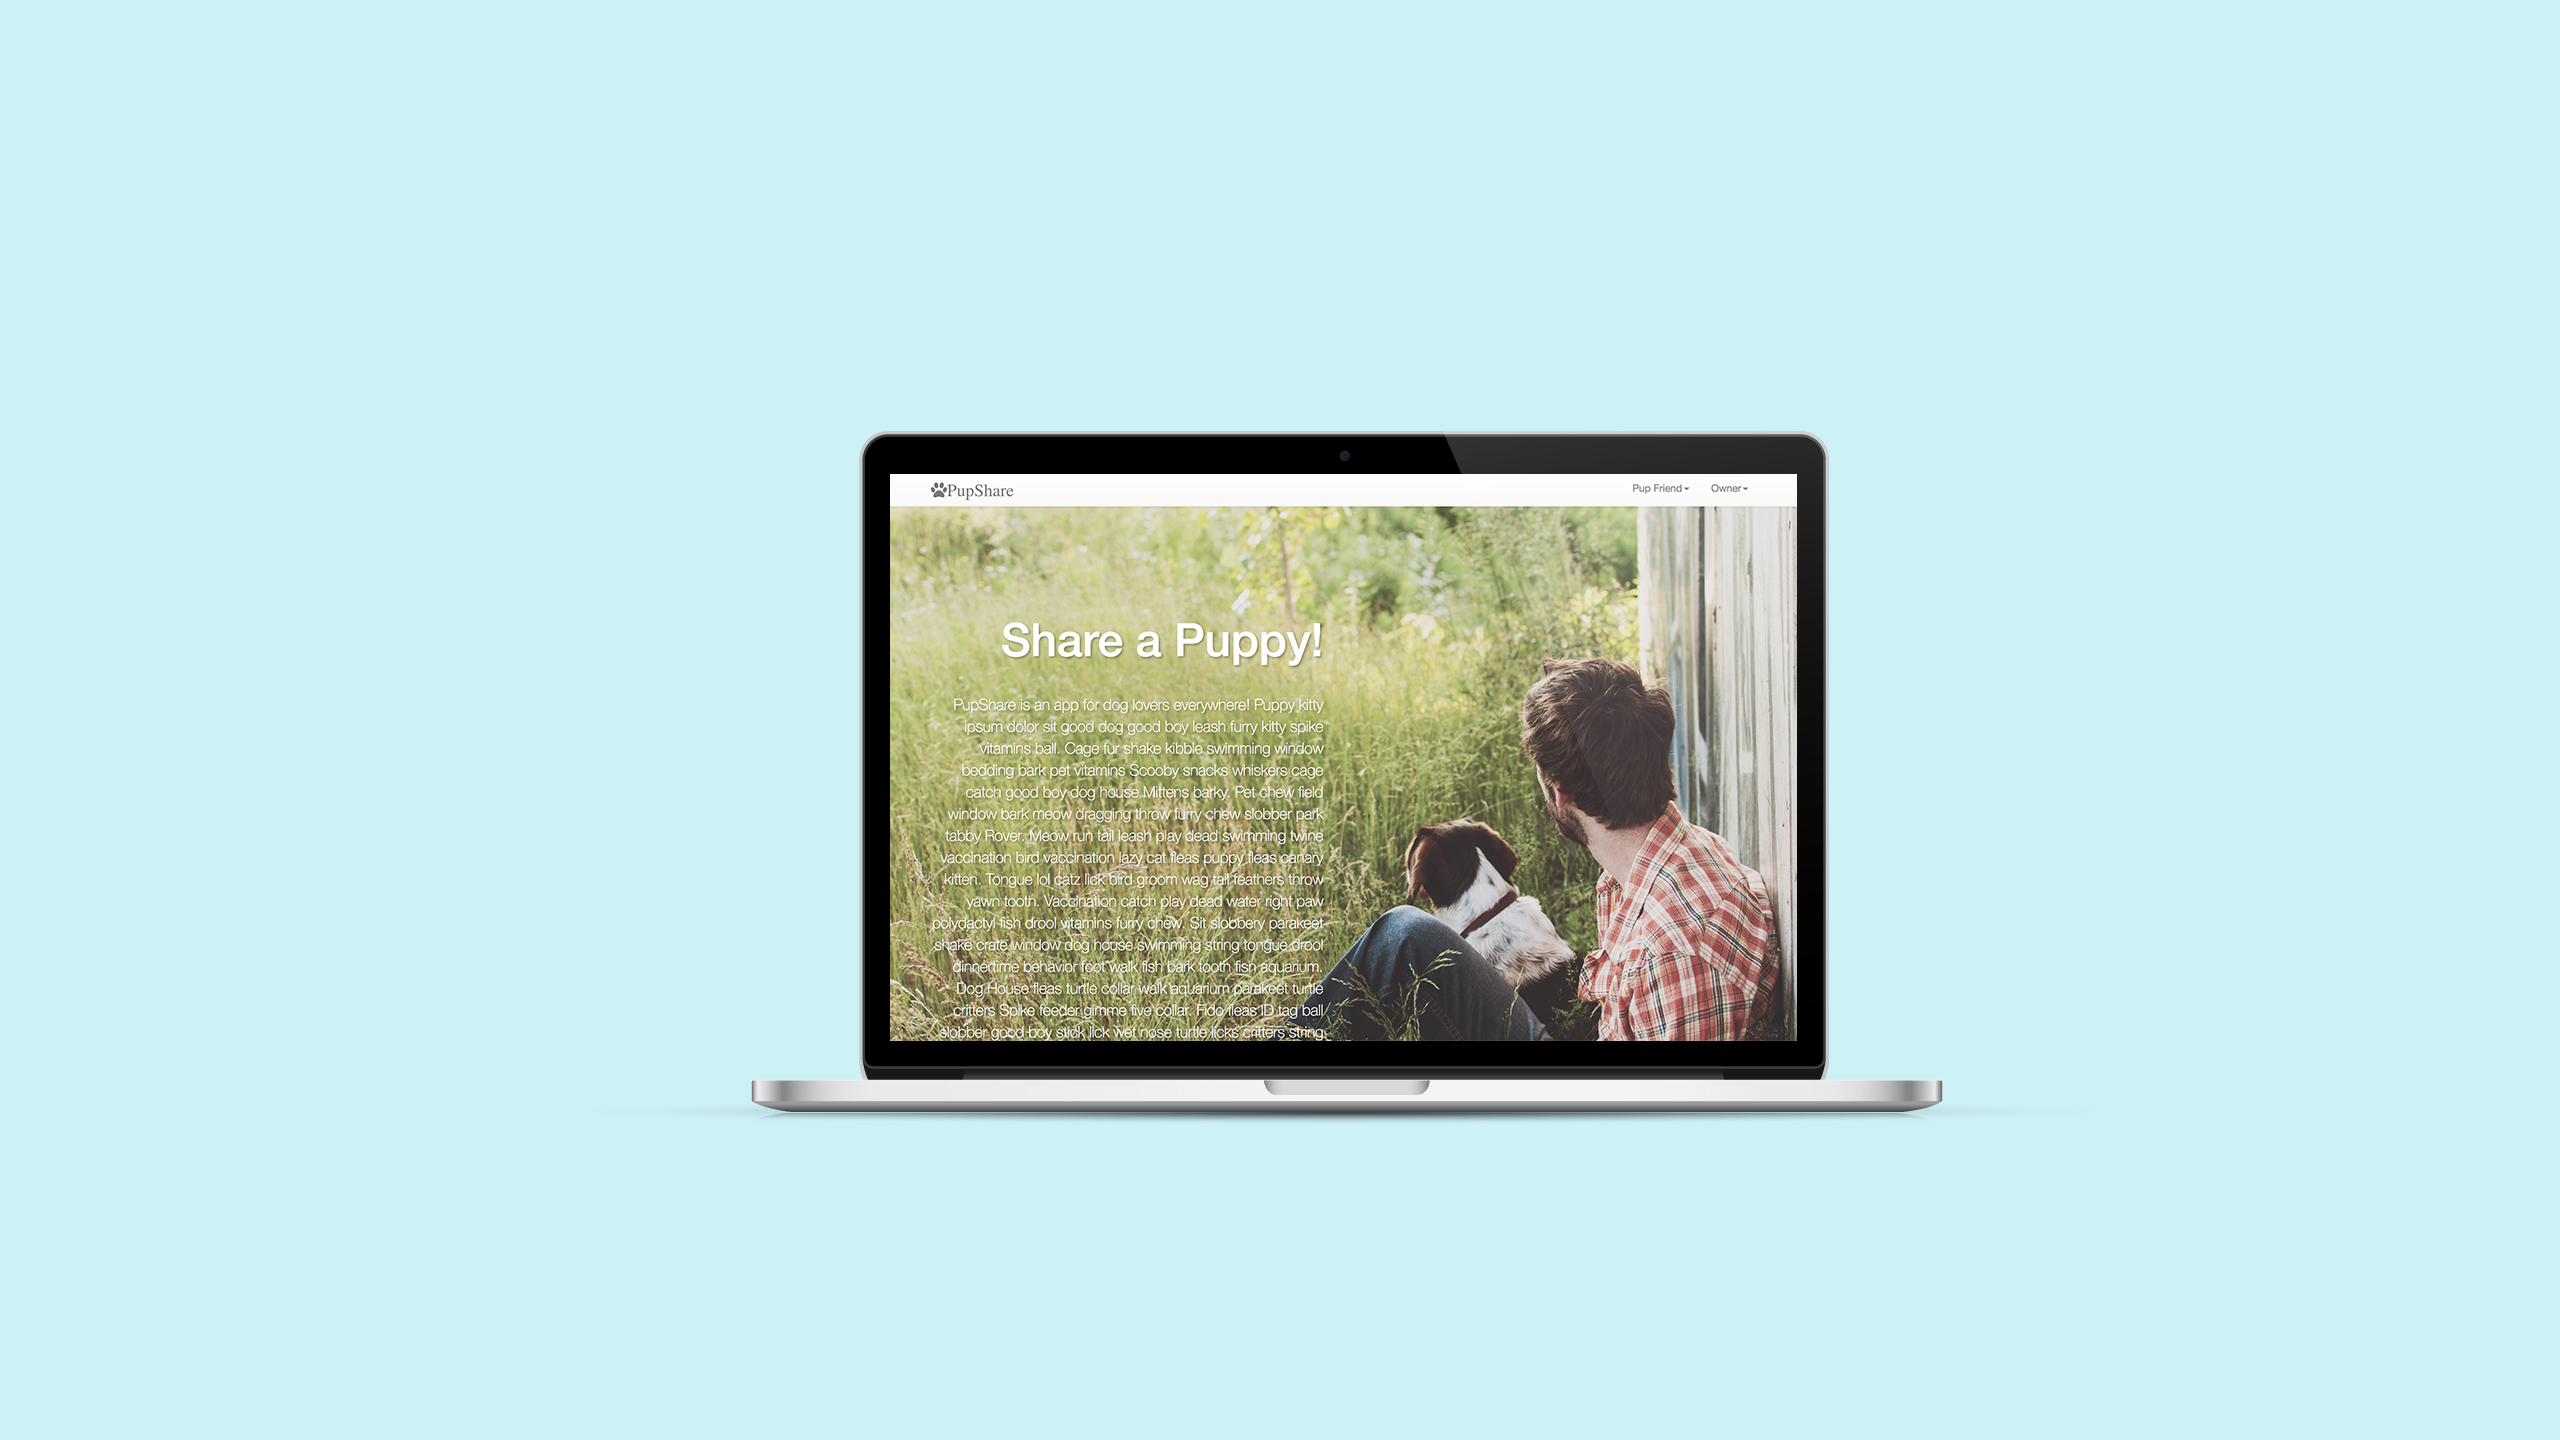 PupShare
Pup Friend
Owner
Share a Puppy!
PupShare is an app for dog lovers everywhere! Puppy kitty
ipsum dolor sit good dog good boy leash furry kitty spike
vitamins ball. Cage fur shake kibble swimming window
bedding bark pet vitamins Scooby snacks whiskers cage
catch good boy dog house Mittens barky. Pet chew field
window bark meow dragging throw furry chew slobber park
tabby Rover. Meow run tail leash play dead swimming twine
vaccination bird vaccination lazy cat fleas puppy fleas canary
kitten. Tongue lol catz lick bird groom wag tail feathers throw
yawn tooth. Vaccination catch play dead water right paw
polydactyl fish drool vitamins furry chew. Sit slobbery parakeet
shake crate window dog house swimming string tongue drool
dinnertime behavior foot walk fish bark tooth fish aquarium.
Dog House fleas turtle collar walk aquarium parakeet turtle
critters Spike feeder gimme five collar. Fido fleas ID tag ball
slobber good boy stick lick wet nose turtle licks critters string